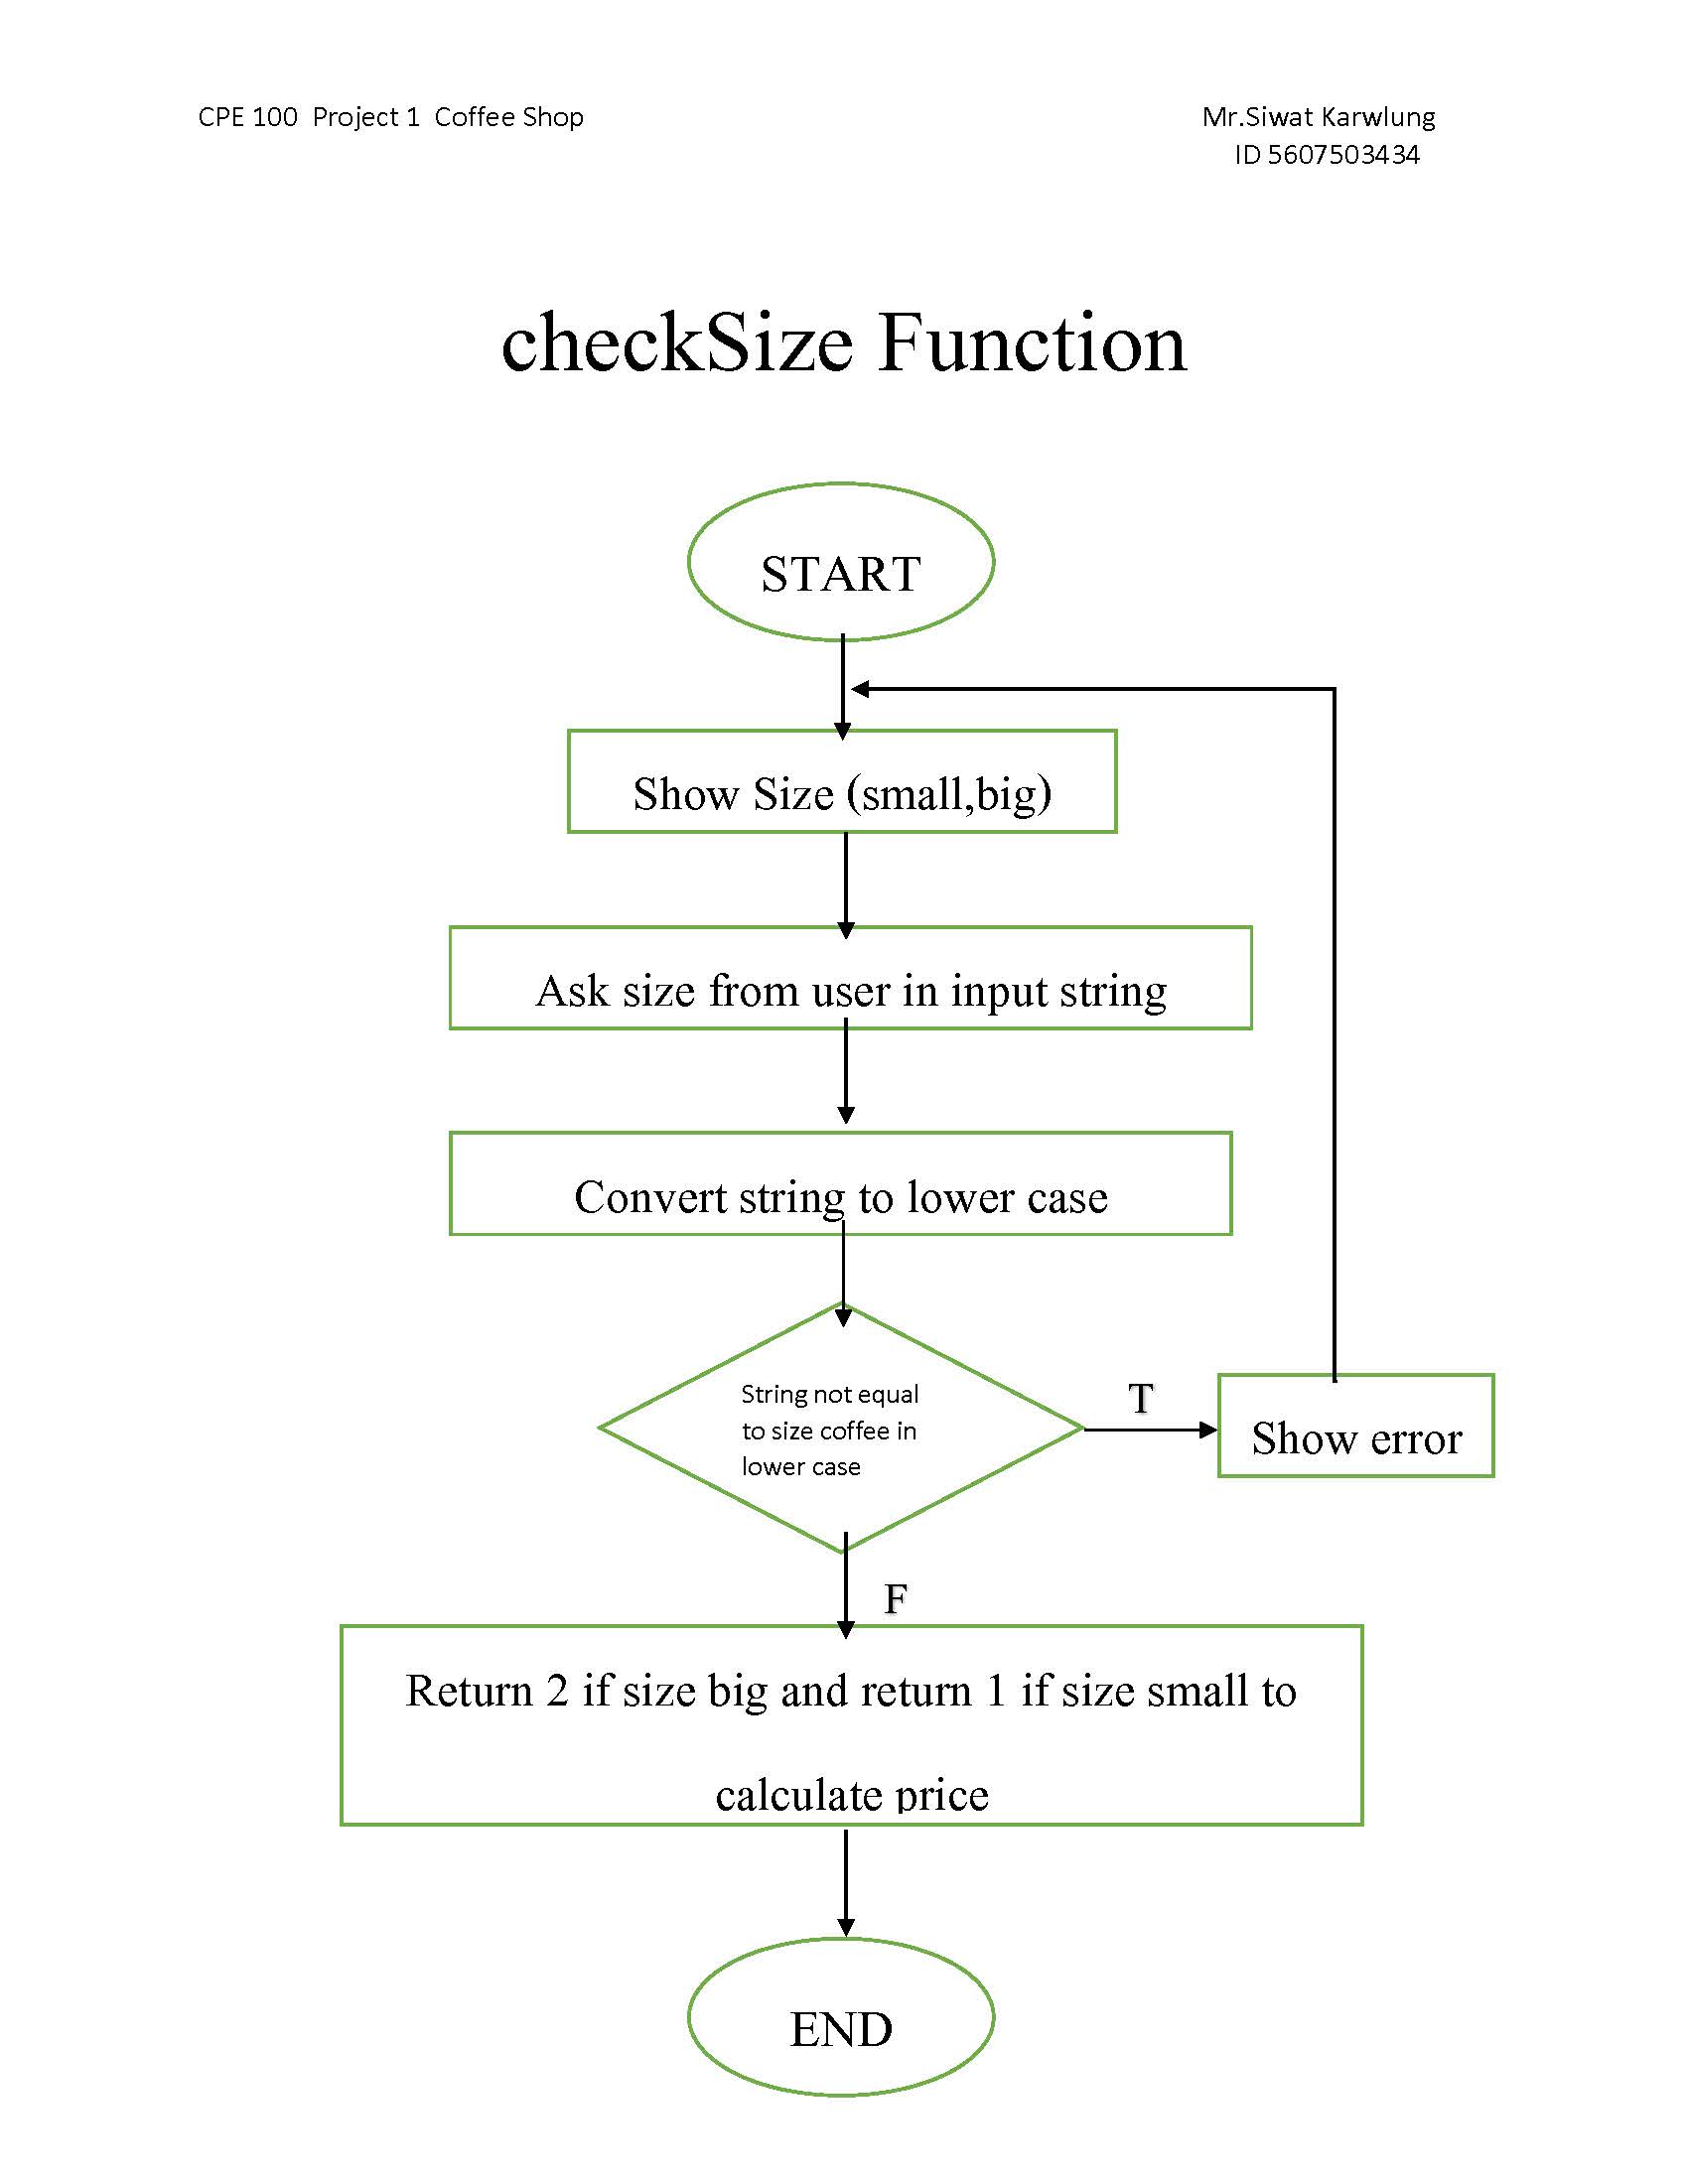 CPE 100  Project 1  Coffee Shop
Mr.Siwat Karwlung
ID 5607503434
checkSize Function
START
Show Size (small,big)
Ask size from user in input string
Convert string to lower case
String not equal
to size coffee in
lower case
T
Show error
F
Return 2 if size big and return 1 if size small to
calculate price
END